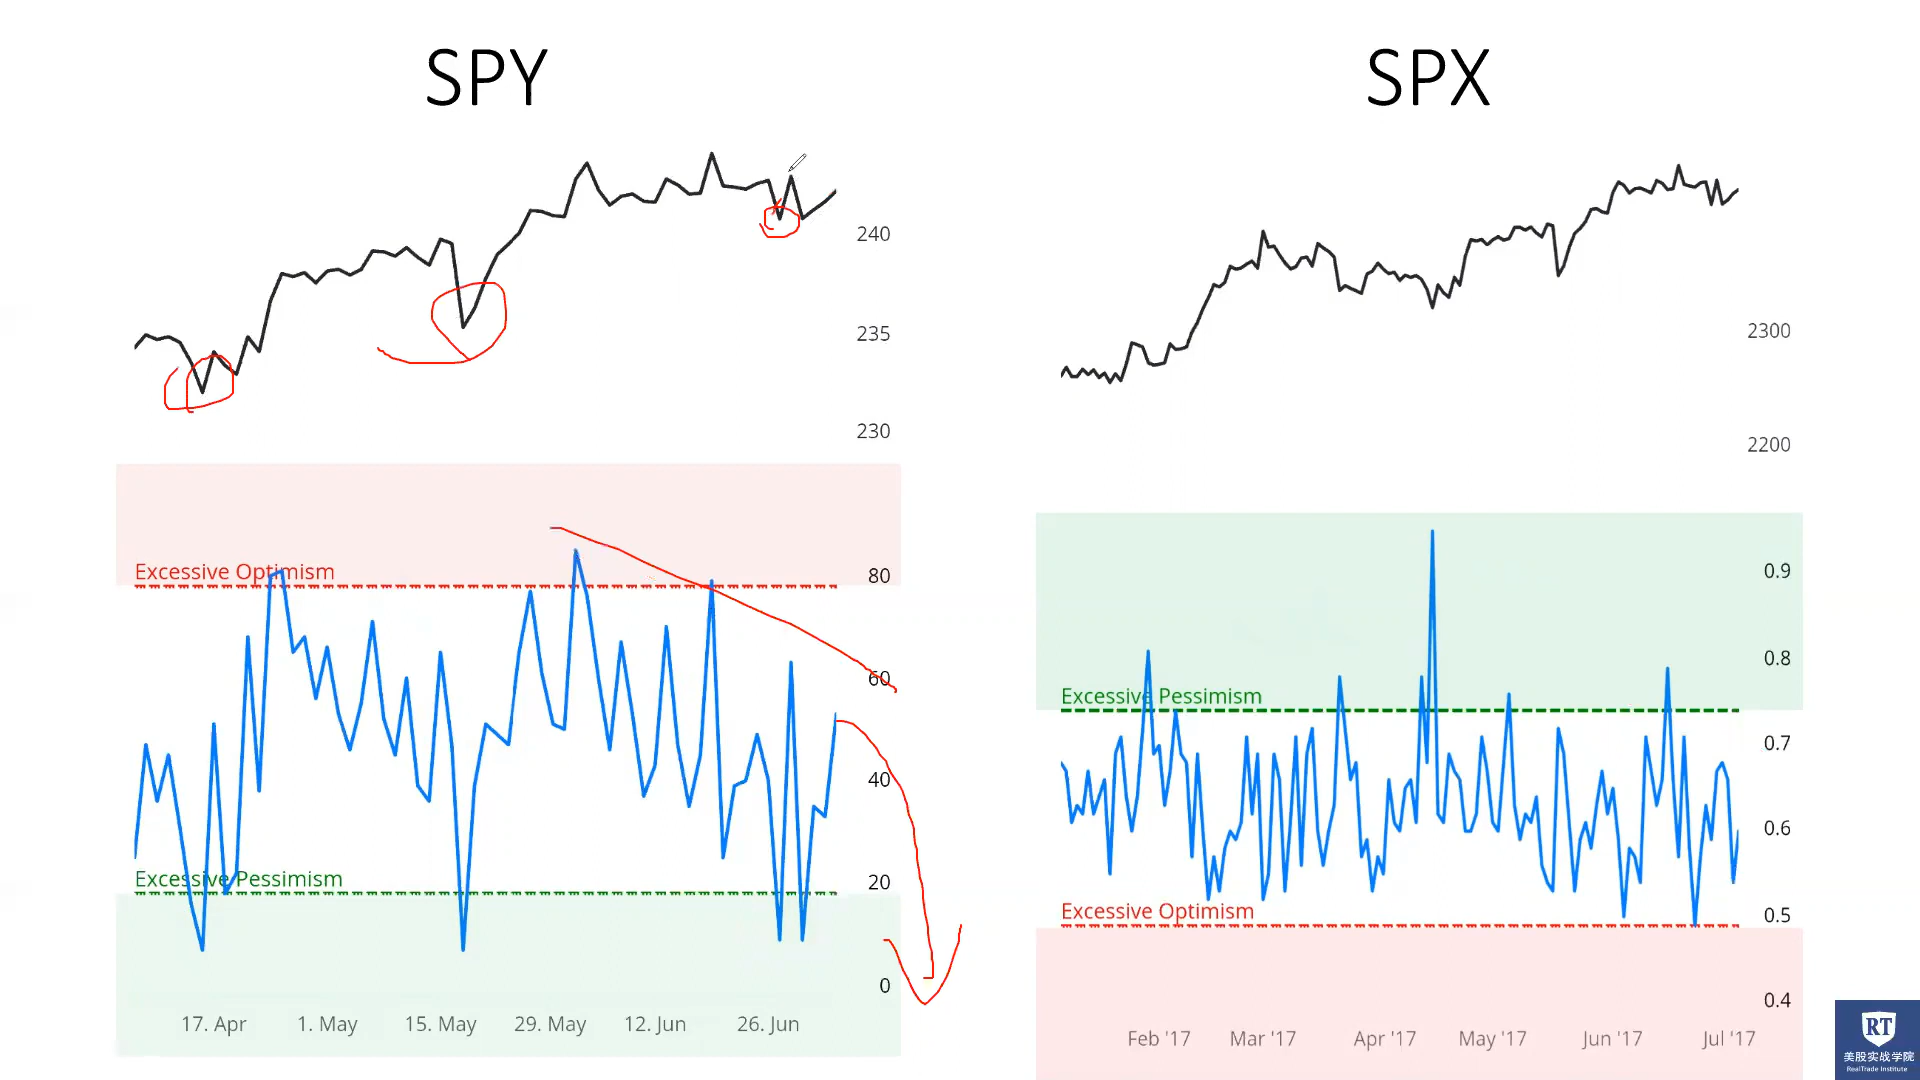 SPY
240
235
230
Excessive Optimism
80
60
40
Excessive Pessimism
20
0
17. Apr
1. May
15. May
29. May
12. Jun
26. Jun
SPX
2300
2200
0.9
0.8
Excessive Pessimism
0.7
0.6
Excessive Optimism
0.5
0.4
Feb '17
Mar '17
Apr '17
May '17
Jun '17
Jul '17
RT
美股实战学院
RealTrade Institute